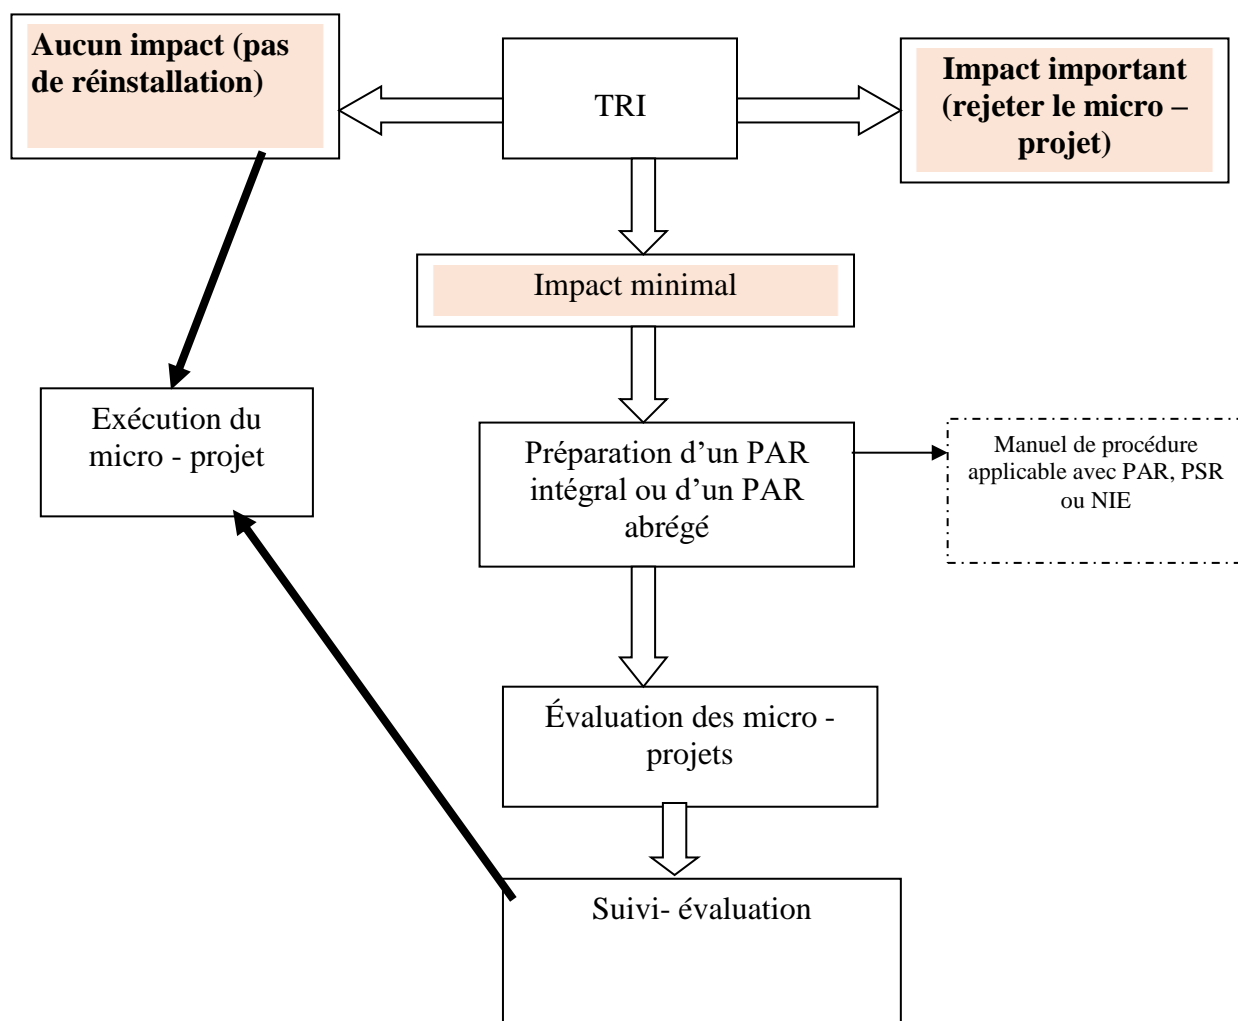 Aucun impact (pas
de réinstallation)
TRI
Impact important
(rejeter le micro –
projet)
Impact minimal
Exécution du
micro - projet
Préparation d’un PAR
intégral ou d’un PAR
abrégé
Manuel de procédure
applicable avec PAR, PSR
ou NIE
Évaluation des micro -
projets
Suivi- évaluation